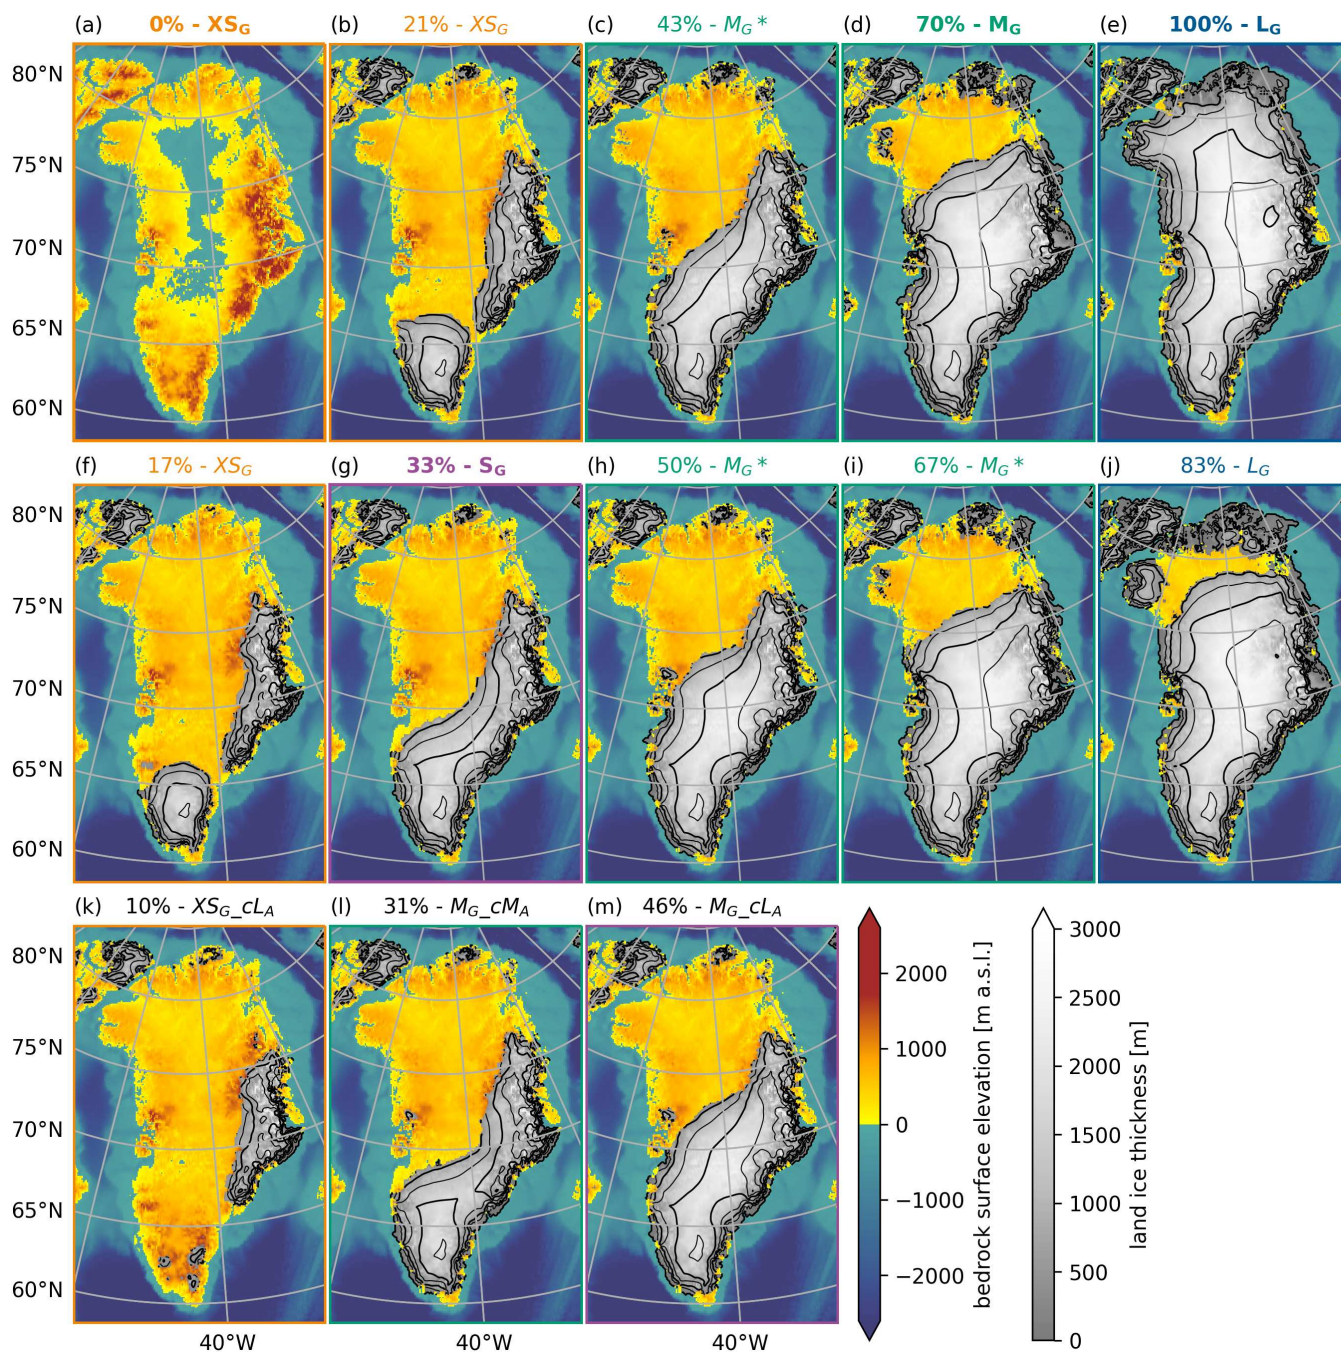 (a) 0% - XS_G (b) 21% - XS_G (c) 43% - M_G * (d) 70% - M_G (e) 100% - L_G
80°N
75°N
70°N
65°N
60°N
(f) 17% - XS_G (g) 33% - S_G (h) 50% - M_G * (i) 67% - M_G * (j) 83% - L_G
80°N
75°N
70°N
65°N
60°N
(k) 10% - XS_G_cL_A (l) 31% - M_G_cM_A (m) 46% - M_G_cL_A
80°N
75°N
70°N
65°N
60°N
40°W 40°W 40°W
2000
1000
0
−1000
−2000
bedrock surface elevation [m a.s.l.]
3000
2500
2000
1500
1000
500
0
land ice thickness [m]